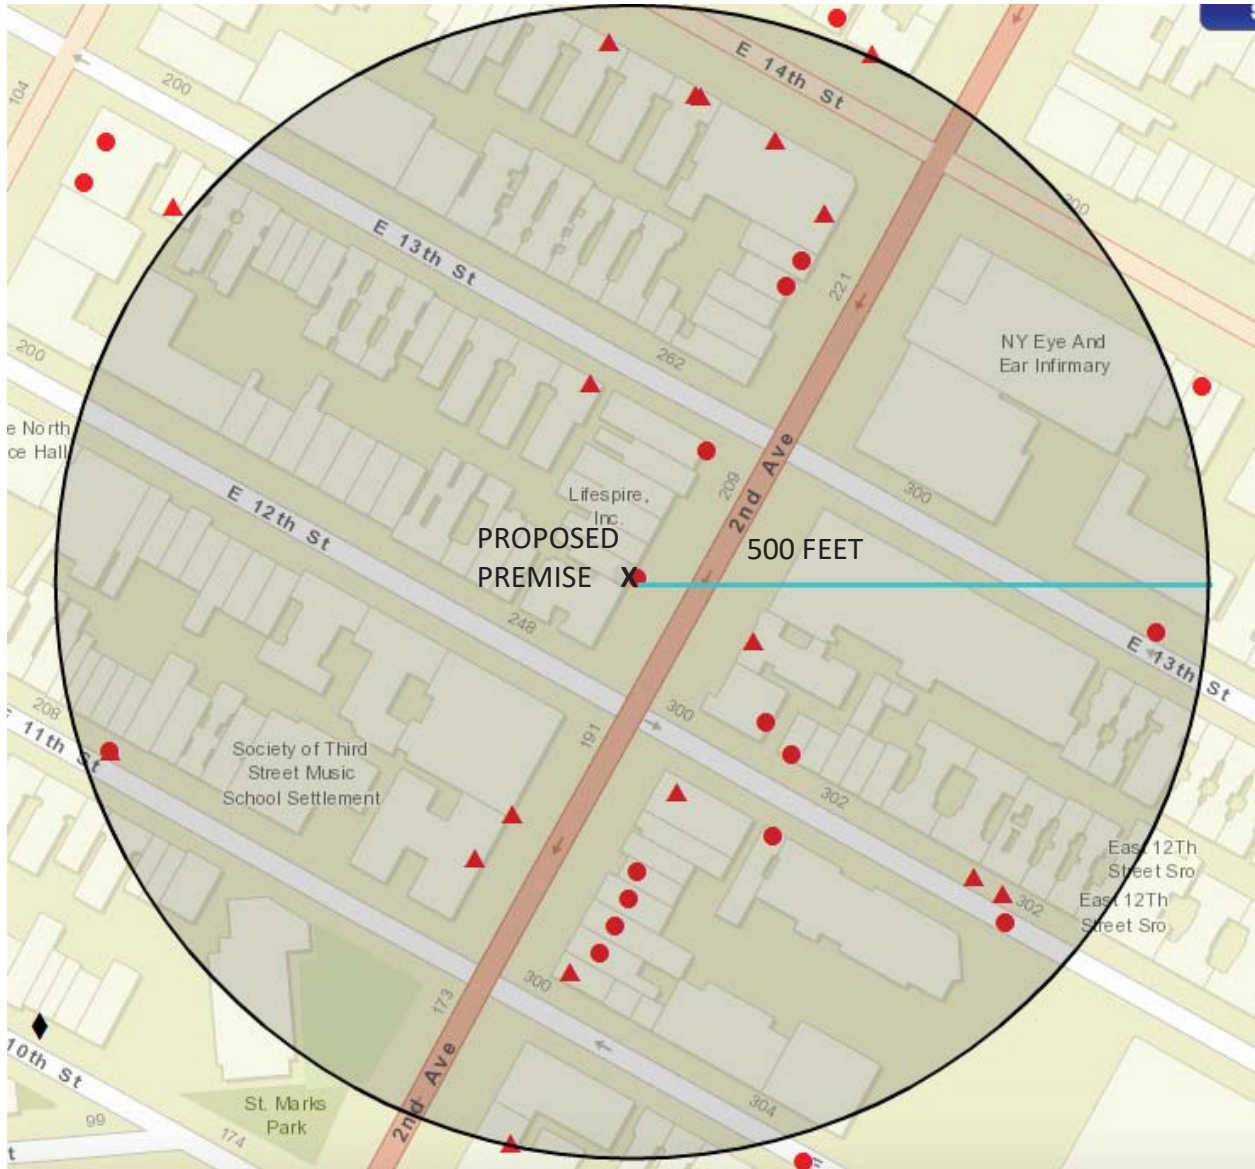 E 14th St
200
104
200
E 13th St
221
NY Eye And
Ear Infirmary
262
200
e North
ce Hall
2nd Ave
209
300
Lifespire,
Inc.
E 12th St
PROPOSED
PREMISE X
500 FEET
248
E 13th St
300
191
208
E 11th St
Society of Third
Street Music
School Settlement
302
East 12Th
Street Sro
302
East 12Th
Street Sro
300
173
10th St
2nd Ave
St. Marks
Park
304
99
174
t